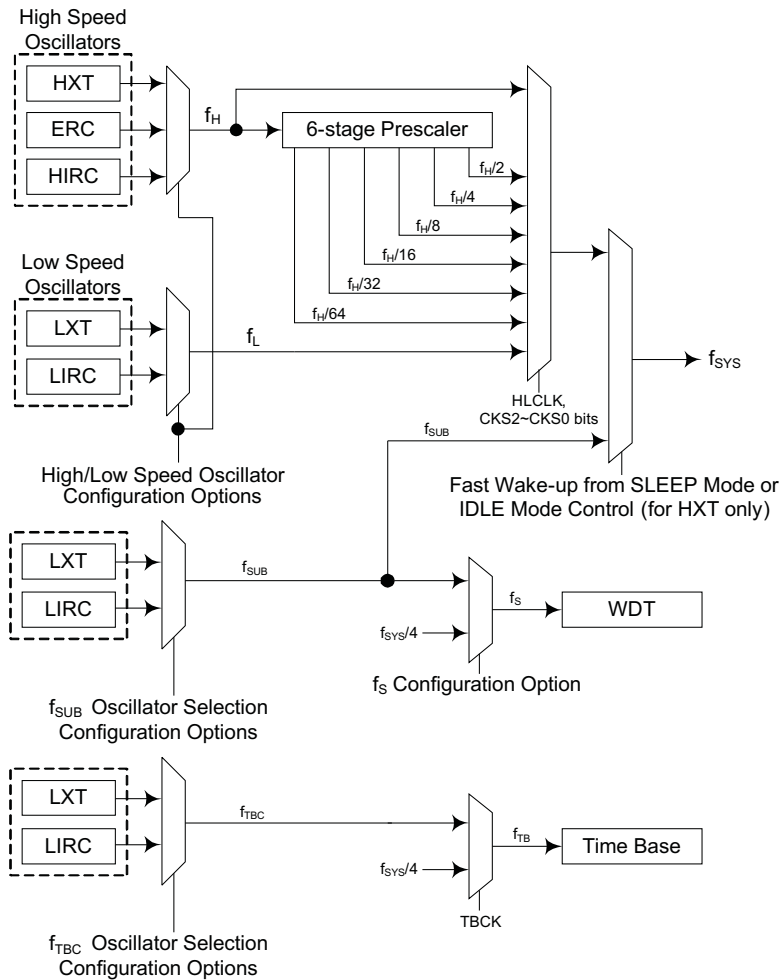 High Speed
Oscillators
HXT
ERC
HIRC
fH
6-stage Prescaler
fH/2
fH/4
fH/8
fH/16
fH/32
fH/64
Low Speed
Oscillators
LXT
LIRC
fL
HLCLK,
CKS2~CKS0 bits
fSYS
High/Low Speed Oscillator
Configuration Options
fSUB
Fast Wake-up from SLEEP Mode or
IDLE Mode Control (for HXT only)
LXT
LIRC
fSUB
fSYS/4
fS
WDT
fS Configuration Option
fSUB Oscillator Selection
Configuration Options
LXT
LIRC
fTBC
fSYS/4
fTB
Time Base
TBCK
fTBC Oscillator Selection
Configuration Options